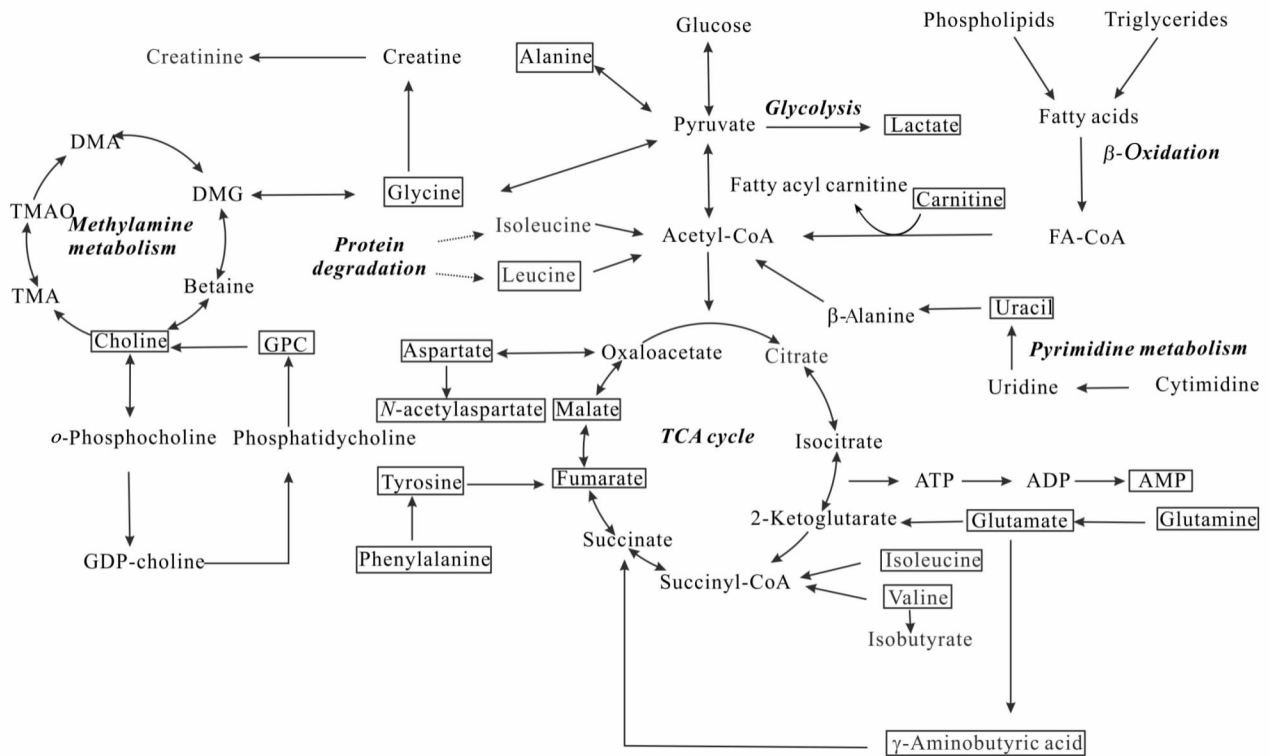 Glucose
Phospholipids
Triglycerides
Creatinine
Creatine
Alanine
Glycolysis
Pyruvate
Lactate
Fatty acids
β-Oxidation
DMA
DMG
Glycine
TMAO
Methylamine
metabolism
Fatty acyl carnitine
Carnitine
Isoleucine
Protein
degradation
Acetyl-CoA
FA-CoA
Leucine
TMA
Betaine
β-Alanine
Uracil
Choline
GPC
Aspartate
Oxaloacetate
Citrate
Pyrimidine metabolism
Uridine
Cytimidine
N-acetylaspartate
Malate
o-Phosphocholine
Phosphatidycholine
TCA cycle
Isocitrate
Tyrosine
Fumarate
ATP
ADP
AMP
2-Ketoglutarate
Glutamate
Glutamine
Succinate
Phenylalanine
GDP-choline
Succinyl-CoA
Isoleucine
Valine
Isobutyrate
γ-Aminobutyric acid